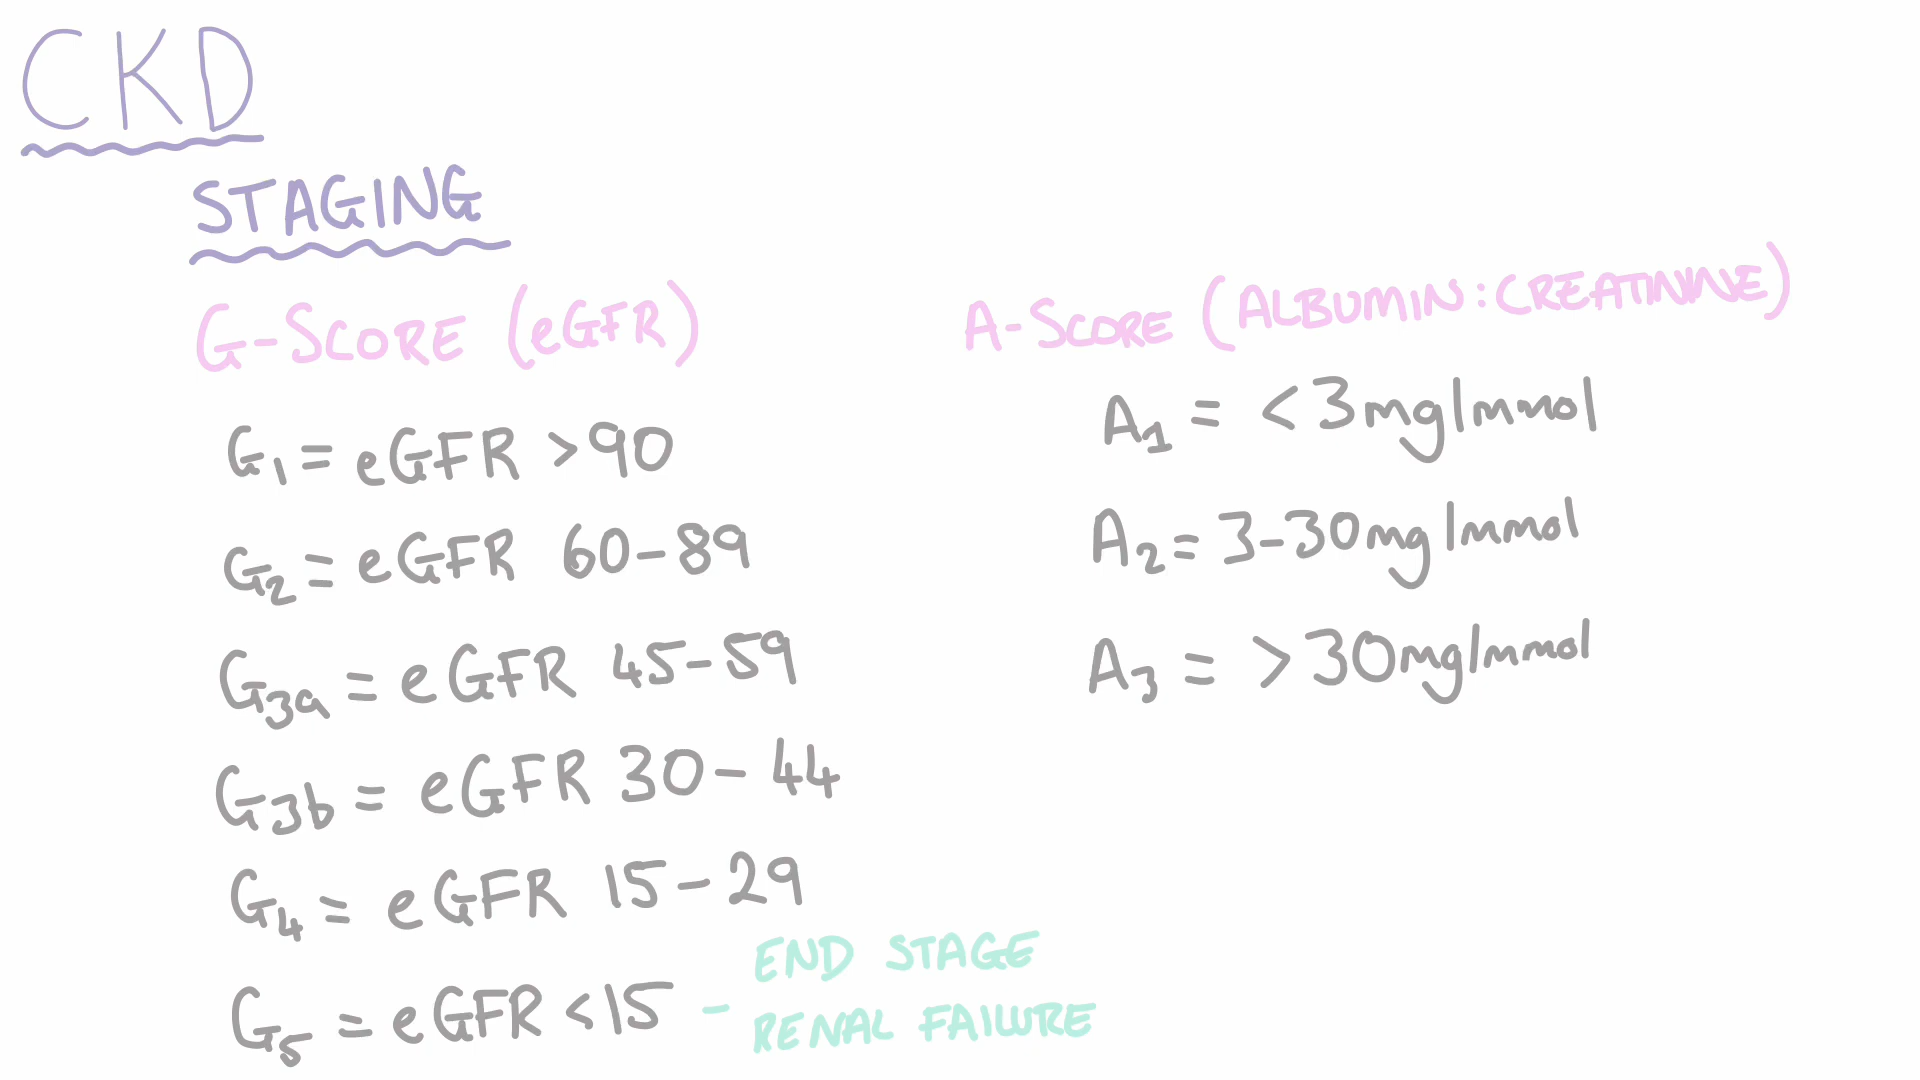 CKD
STAGING
G-SCORE (eGFR)
G1 = eGFR >90
G2 = eGFR 60-89
G3a = eGFR 45-59
G3b = eGFR 30-44
G4 = eGFR 15-29
G5 = eGFR <15 - END STAGE
RENAL FAILURE
A-SCORE (ALBUMIN:CREATININE)
A1 = <3mg/mmol
A2 = 3-30mg/mmol
A3 = >30mg/mmol